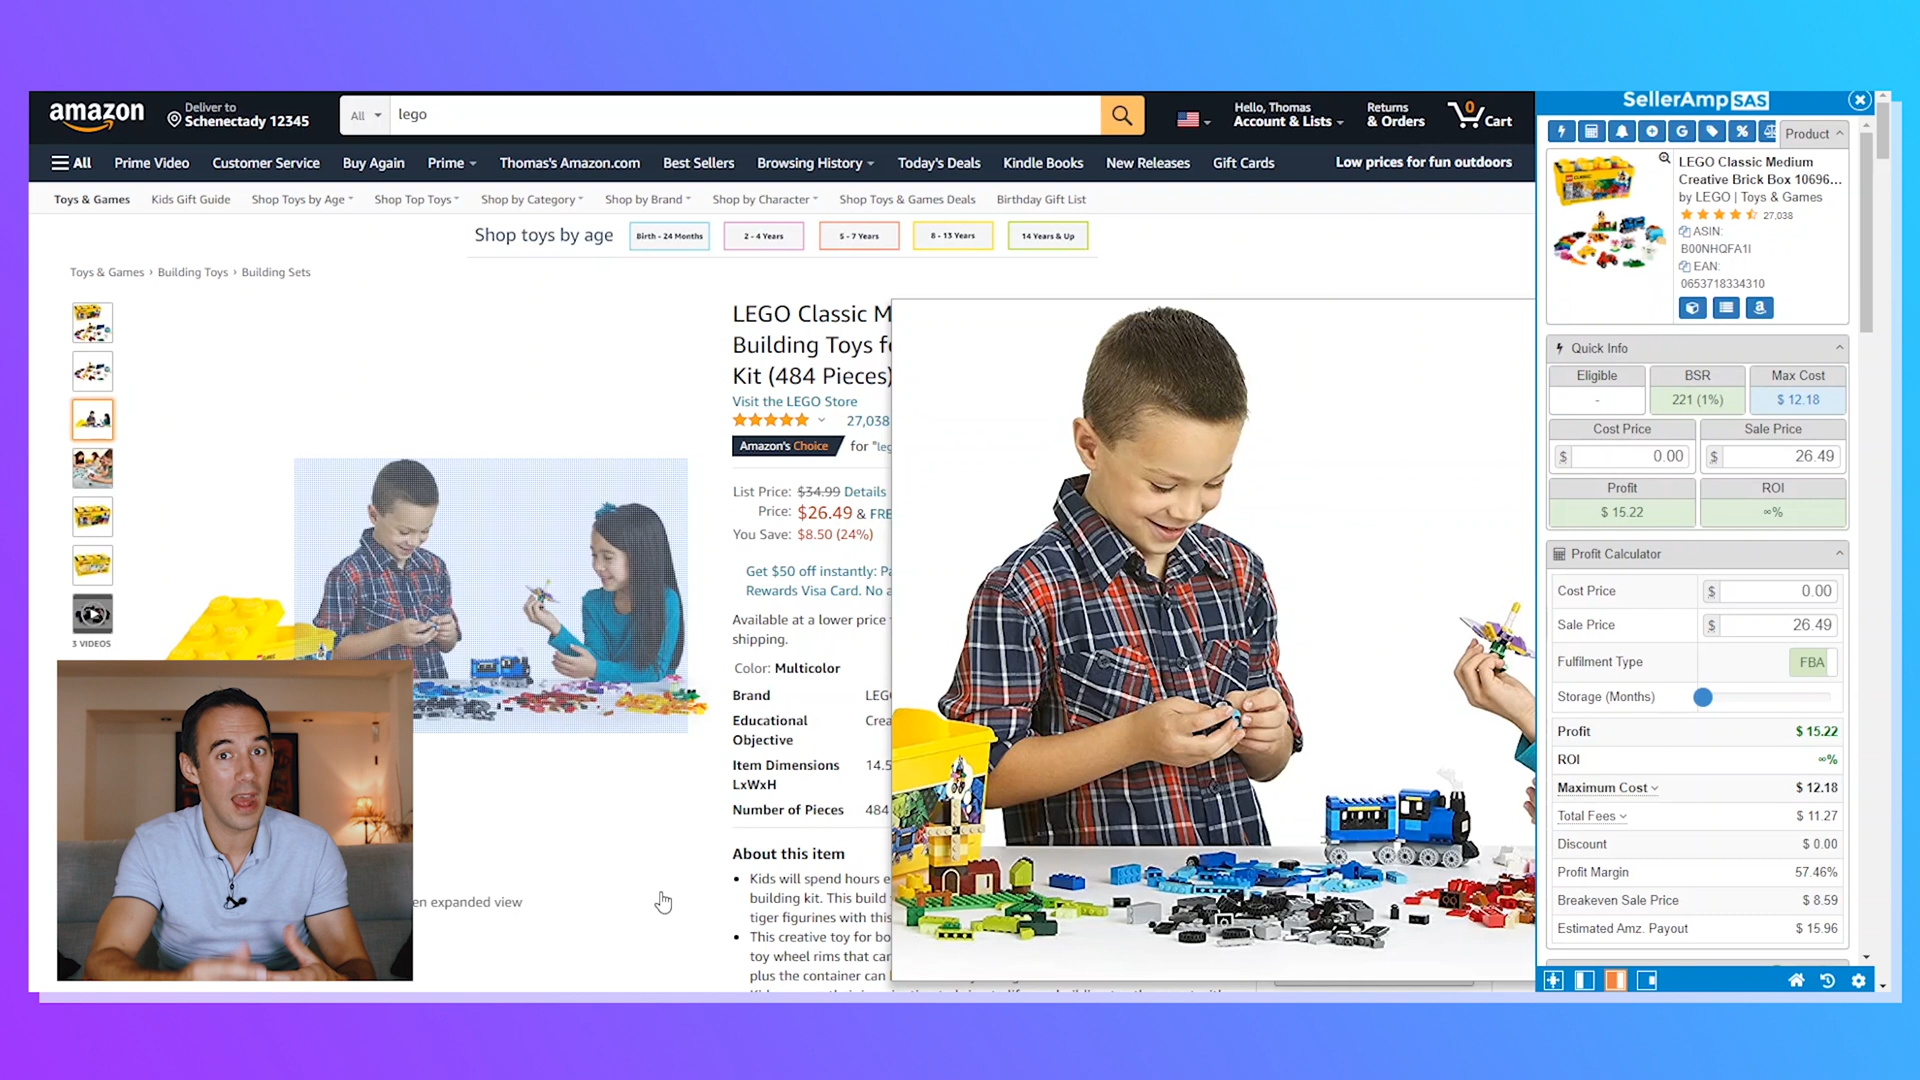 amazon
Deliver to
Schenectady 12345
All
lego
Hello, Thomas
Account & Lists
Returns
& Orders
0
Cart
All
Prime Video
Customer Service
Buy Again
Prime
Thomas's Amazon.com
Best Sellers
Browsing History
Today's Deals
Kindle Books
New Releases
Gift Cards
Low prices for fun outdoors
Toys & Games
Kids Gift Guide
Shop Toys by Age
Shop Top Toys
Shop by Category
Shop by Brand
Shop by Character
Shop Toys & Games Deals
Birthday Gift List
Shop toys by age
Birth - 24 Months
2 - 4 Years
5 - 7 Years
8 - 13 Years
14 Years & Up
Toys & Games › Building Toys › Building Sets
3 VIDEOS
en expanded view
LEGO Classic M
Building Toys f
Kit (484 Pieces)
Visit the LEGO Store
27,038
Amazon's Choice
for "leg
List Price: $34.99 Details
Price: $26.49 & FRE
You Save: $8.50 (24%)
Get $50 off instantly: Pa
Rewards Visa Card. No a
Available at a lower price
shipping.
Color: Multicolor
Brand
LEG
Educational
Objective
Crea
Item Dimensions
LxWxH
14.5
Number of Pieces
484
About this item
• Kids will spend hours e
building kit. This build
tiger figurines with this
• This creative toy for bo
toy wheel rims that can
plus the container can
SellerAmp SAS
Product
LEGO Classic Medium
Creative Brick Box 10696...
by LEGO | Toys & Games
27,038
ASIN:
B00NHQFA1I
EAN:
0653718334310
Quick Info
Eligible
BSR
Max Cost
-
221 (1%)
$ 12.18
Cost Price
Sale Price
$ 0.00
$ 26.49
Profit
ROI
$ 15.22
∞%
Profit Calculator
Cost Price
$ 0.00
Sale Price
$ 26.49
Fulfilment Type
FBA
Storage (Months)
Profit
$ 15.22
ROI
∞%
Maximum Cost
$ 12.18
Total Fees
$ 11.27
Discount
$ 0.00
Profit Margin
57.46%
Breakeven Sale Price
$ 8.59
Estimated Amz. Payout
$ 15.96